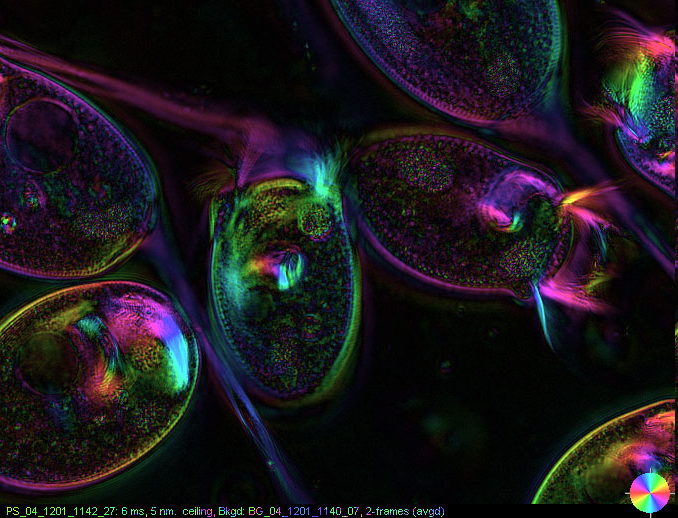 PS_04_1201_1142_27: 6 ms, 5 nm. ceiling, Bkgd: BG_04_1201_1140_07, 2-frames (avgd)